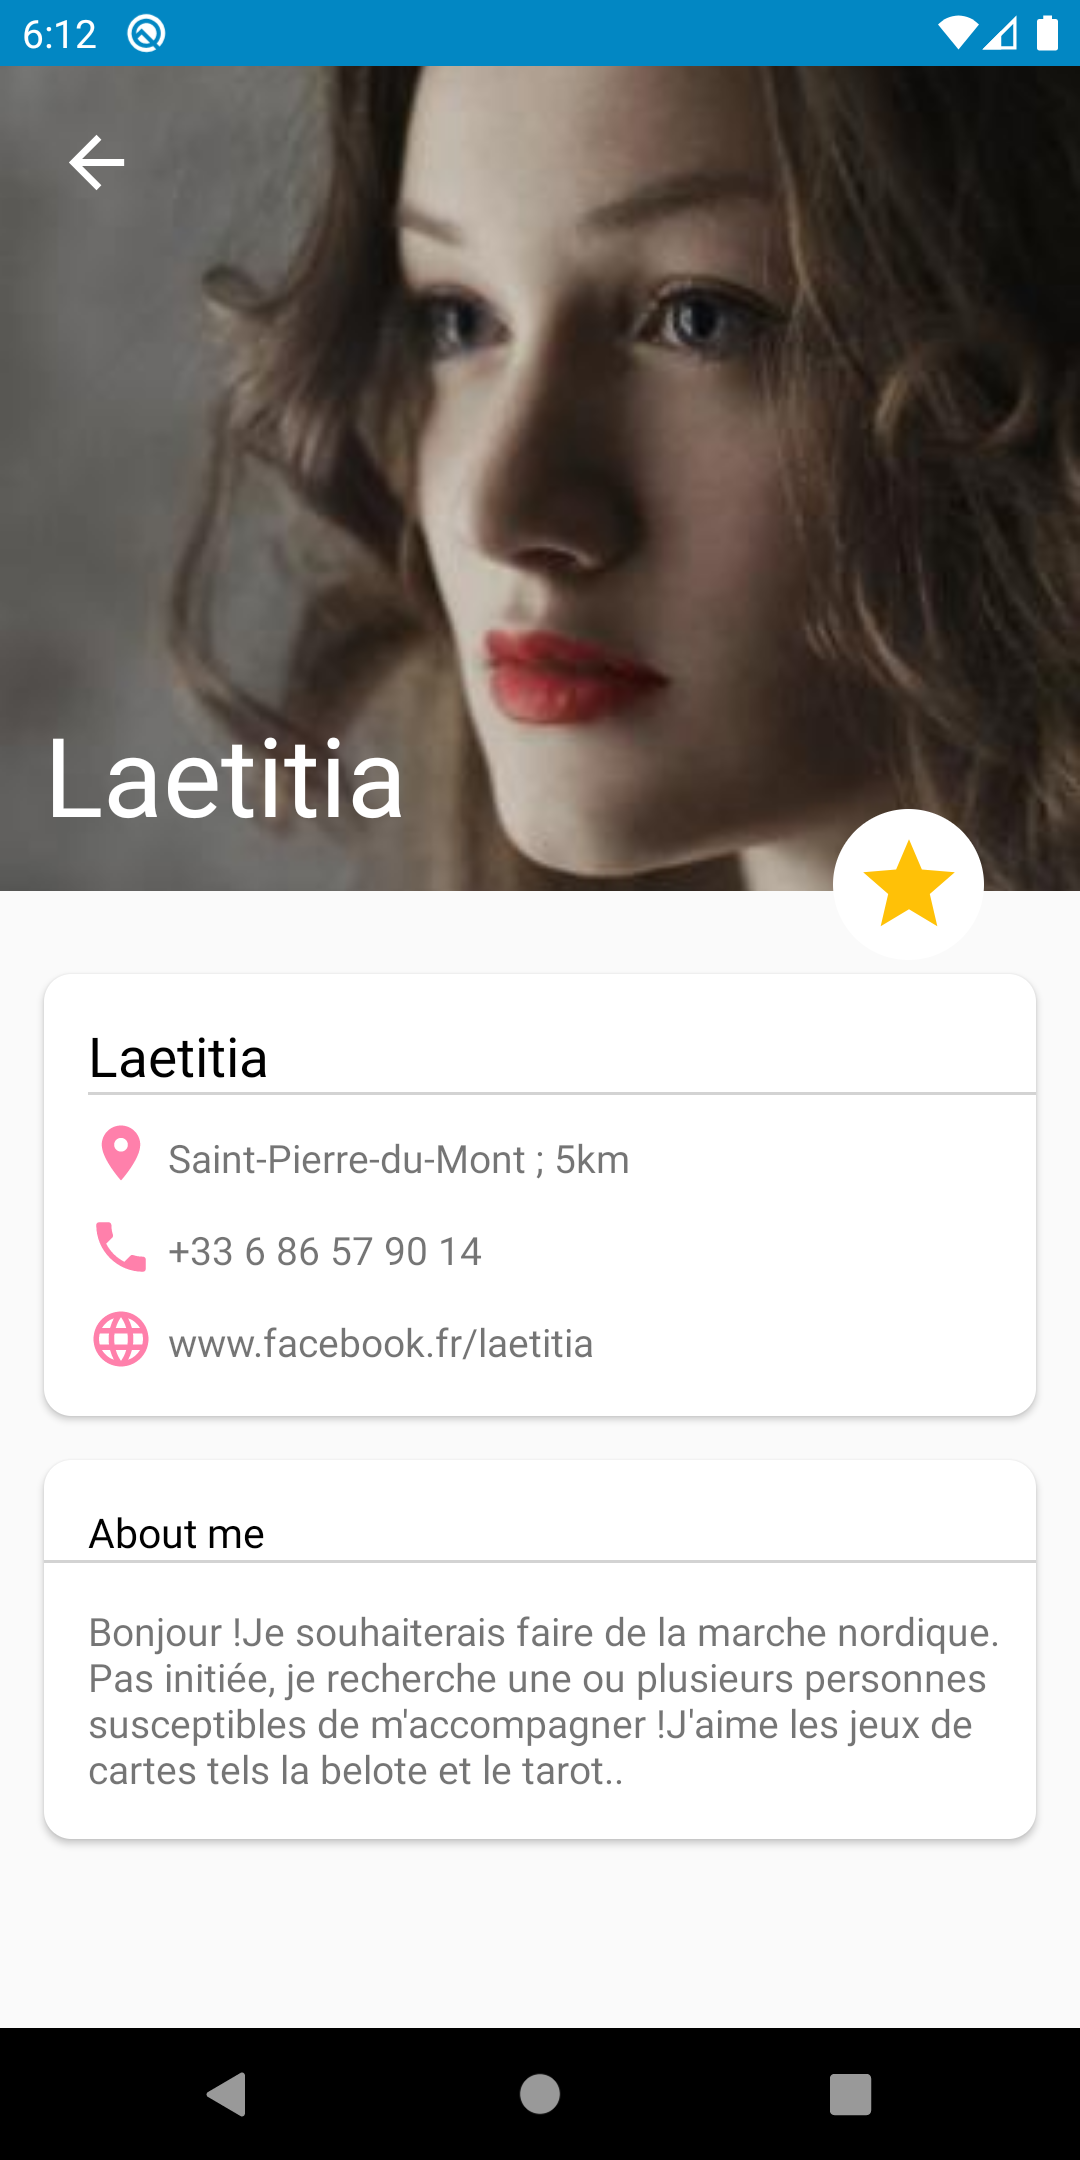 6:12
Laetitia
Laetitia
Saint-Pierre-du-Mont ; 5km
+33 6 86 57 90 14
www.facebook.fr/laetitia
About me
Bonjour !Je souhaiterais faire de la marche nordique.
Pas initiée, je recherche une ou plusieurs personnes
susceptibles de m'accompagner !J'aime les jeux de
cartes tels la belote et le tarot..